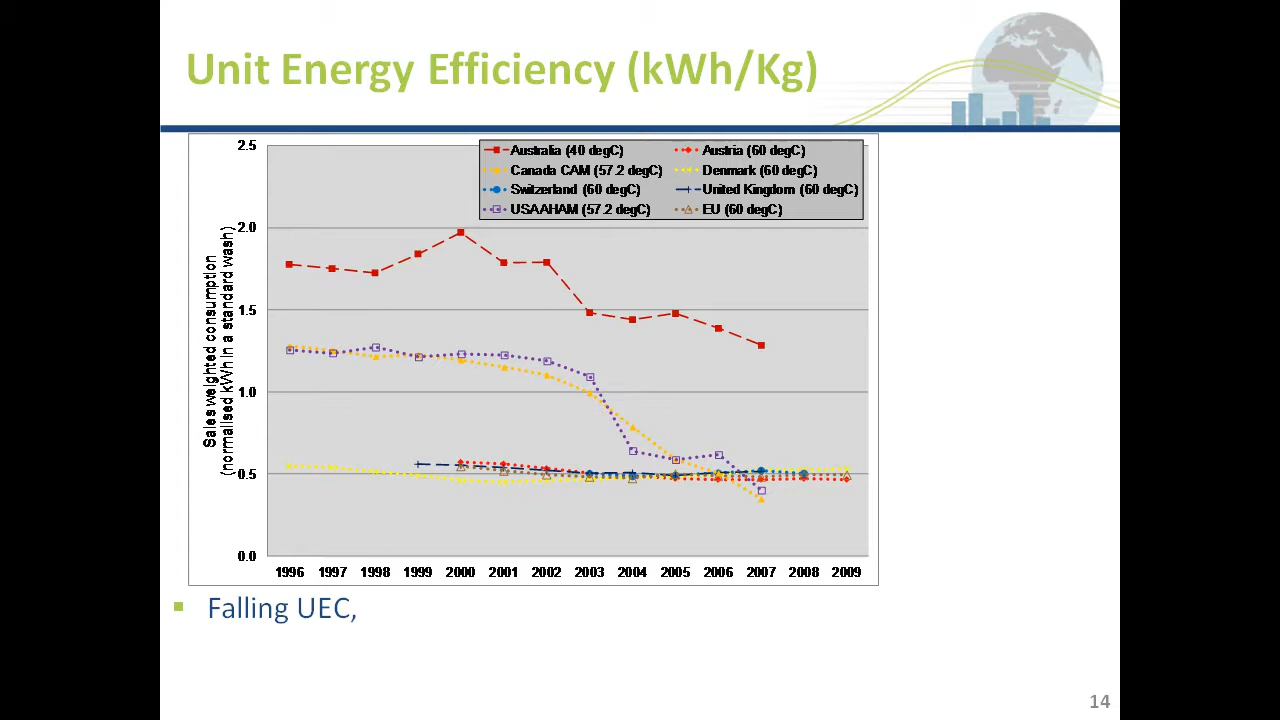 Unit Energy Efficiency (kWh/Kg)
Australia (40 degC)
Austria (60 degC)
Canada CAM (57.2 degC)
Denmark (60 degC)
Switzerland (60 degC)
United Kingdom (60 degC)
USAAHAM (57.2 degC)
EU (60 degC)
Sales weighted consumption
(normalised kWh in a standard wash)
2.5
2.0
1.5
1.0
0.5
0.0
1996 1997 1998 1999 2000 2001 2002 2003 2004 2005 2006 2007 2008 2009
Falling UEC,
14